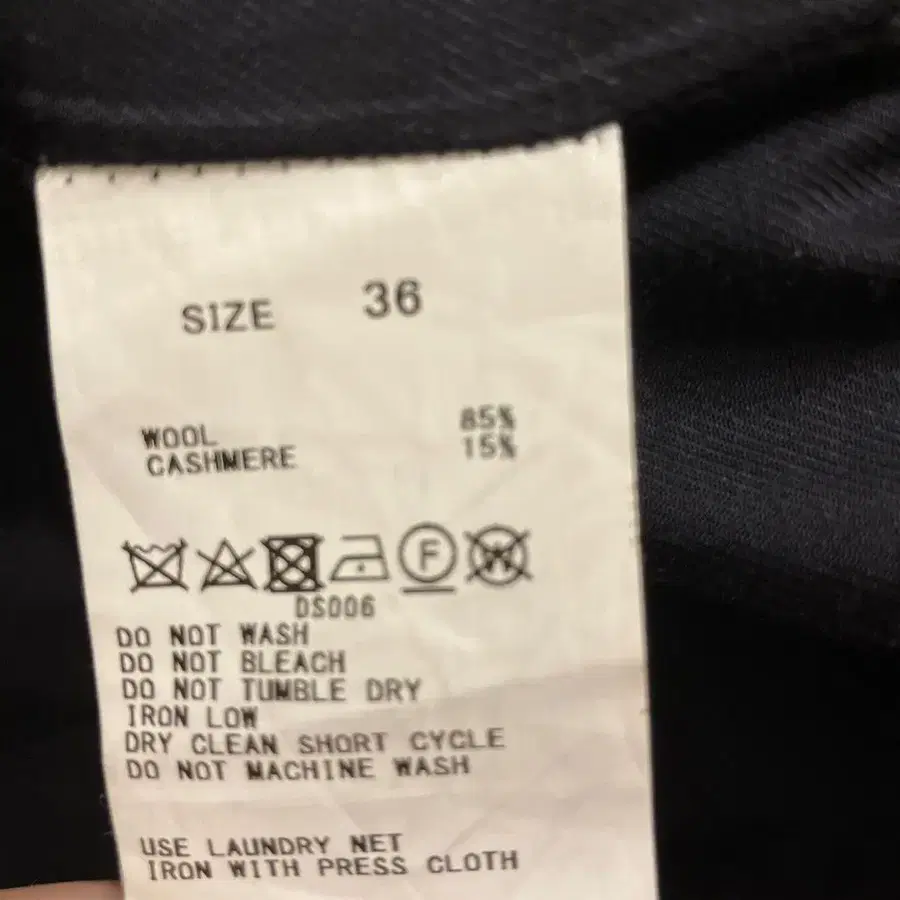 SIZE 36
WOOL 85%
CASHMERE 15%
F W
DS006
DO NOT WASH
DO NOT BLEACH
DO NOT TUMBLE DRY
IRON LOW
DRY CLEAN SHORT CYCLE
DO NOT MACHINE WASH
USE LAUNDRY NET
IRON WITH PRESS CLOTH